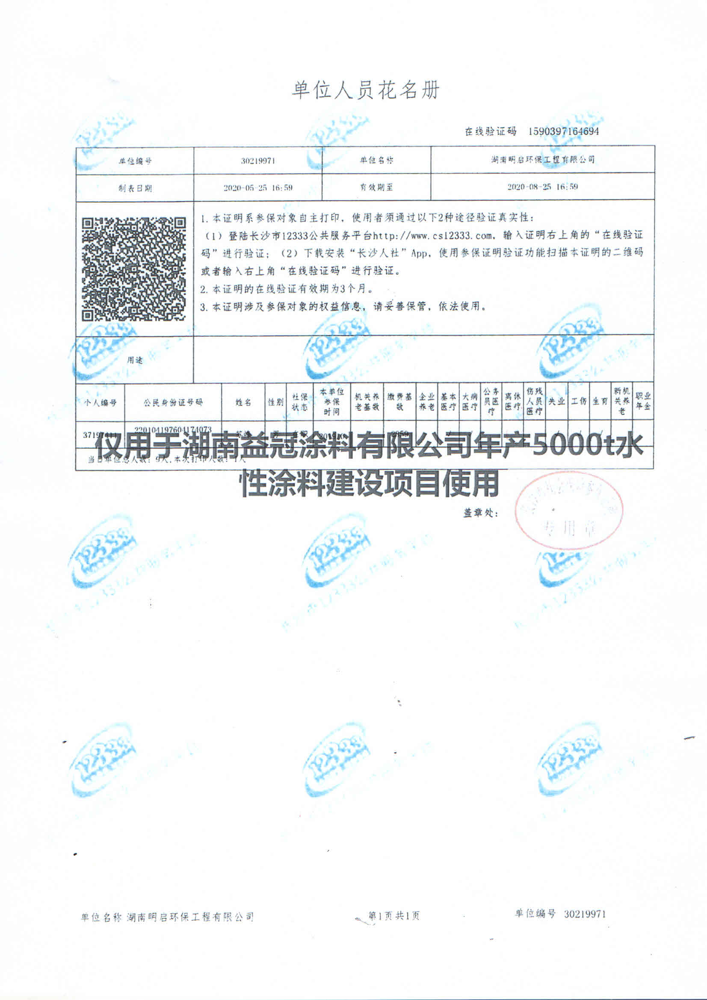 单位人员花名册
在线验证码 1590397164694
单位编号 30219971 单位名称 湖南明启环保工程有限公司
制表日期 2020-05-25 16:59 有效期至 2020-08-25 16:59
1.本证明系参保对象自主打印，使用者须通过以下2种途径验证真实性：
（1）登陆长沙市12333公共服务平台http://www.cs12333.com，输入证明右上角的“在线验证
码”进行验证；（2）下载安装“长沙人社”App，使用参保证明验证功能扫描本证明的二维码
或者输入右上角“在线验证码”进行验证。
2.本证明的在线验证有效期为3个月。
3.本证明涉及参保对象的权益信息，请妥善保管，依法使用。
用途
个人编号 公民身份证号码 姓名 性别 社保状态 本单位参保时间 机关养老基数 缴费基数 企业养老 基本医疗 大病医疗 公务员医疗 离休医疗 伤残人员医疗 失业 工伤 生育 新机关养老 职业年金
220104197604174073 男 在职
仅用于湖南益冠涂料有限公司年产5000t水
当日单位总人数：9人,本次打印人数：1人
性涂料建设项目使用
盖章处：
专用章
12333
单位名称 湖南明启环保工程有限公司 第1页共1页 单位编号 30219971